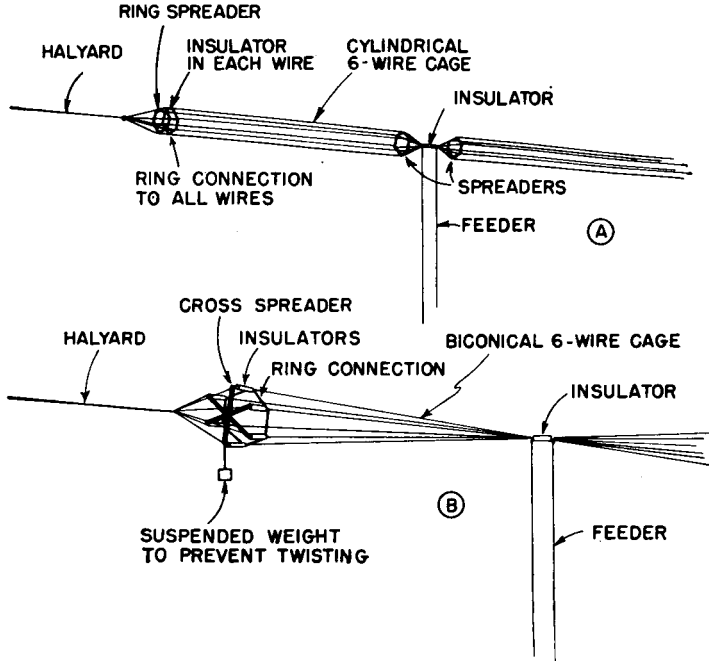 RING SPREADER
HALYARD
INSULATOR
IN EACH WIRE
CYLINDRICAL
6-WIRE CAGE
INSULATOR
RING CONNECTION
TO ALL WIRES
SPREADERS
FEEDER
A
CROSS SPREADER
HALYARD
INSULATORS
RING CONNECTION
BICONICAL 6-WIRE CAGE
INSULATOR
B
SUSPENDED WEIGHT
TO PREVENT TWISTING
FEEDER